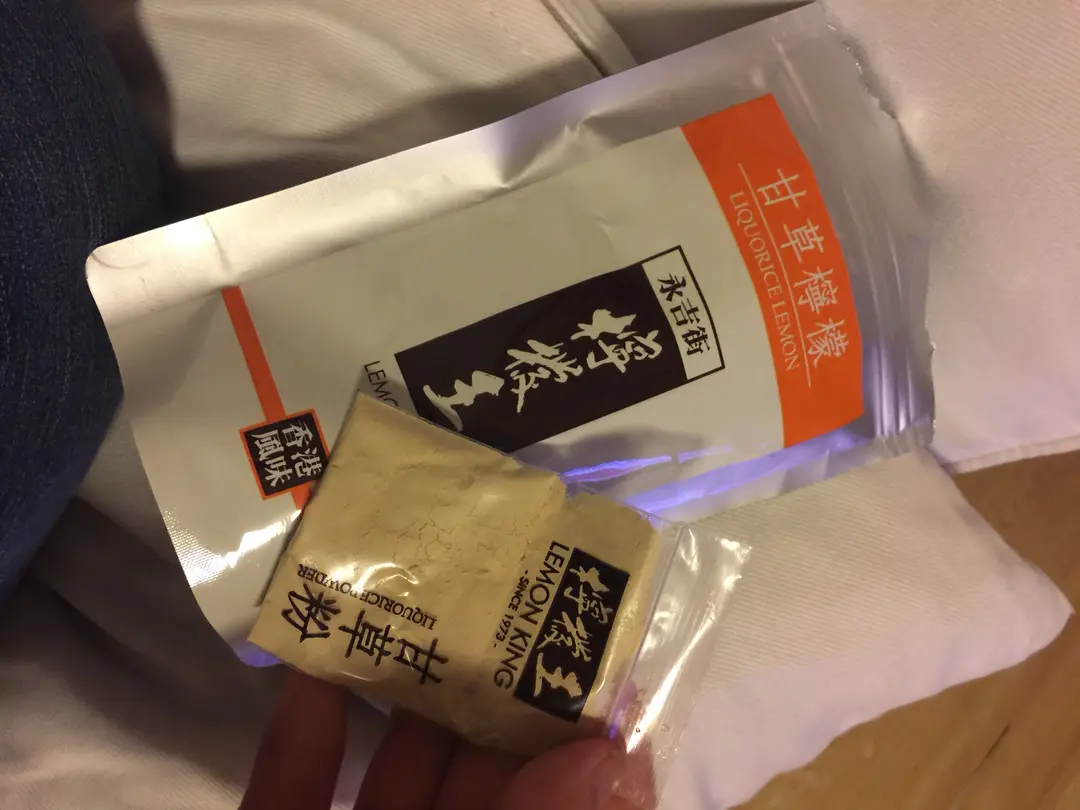 甘草檸檬
LIQUORICE LEMON
永吉街
檸檬王
香港
風味
檸檬王
LEMON KING
- SINCE 1973 -
甘草粉
LIQUORICE POWDER